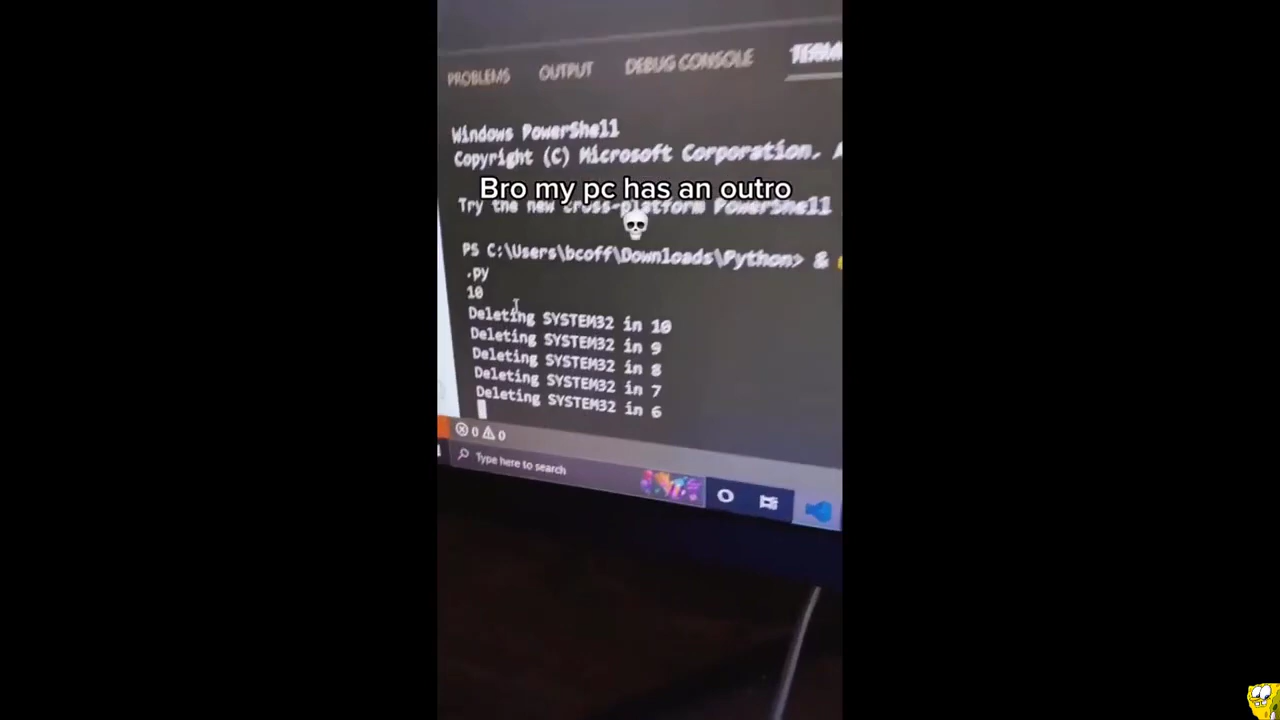 PROBLEMS OUTPUT DEBUG CONSOLE
Windows PowerShell
Copyright (C) Microsoft Corporation.
Bro my pc has an outro
Try the new cross-platform PowerShell
💀
PS C:\Users\bcoff\Downloads\Python> &
.py
10
Deleting SYSTEM32 in 10
Deleting SYSTEM32 in 9
Deleting SYSTEM32 in 8
Deleting SYSTEM32 in 7
Deleting SYSTEM32 in 6
0 0
Type here to search